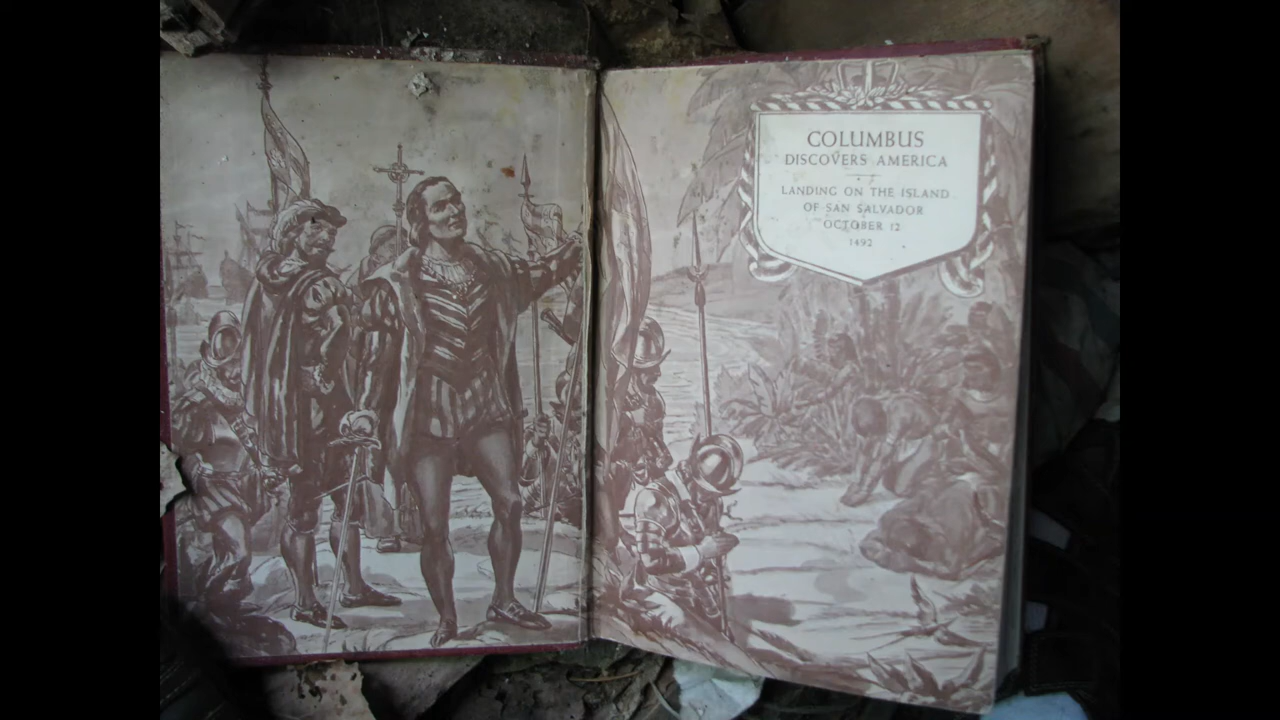 COLUMBUS
DISCOVERS AMERICA
LANDING ON THE ISLAND
OF SAN SALVADOR
OCTOBER 12
1492